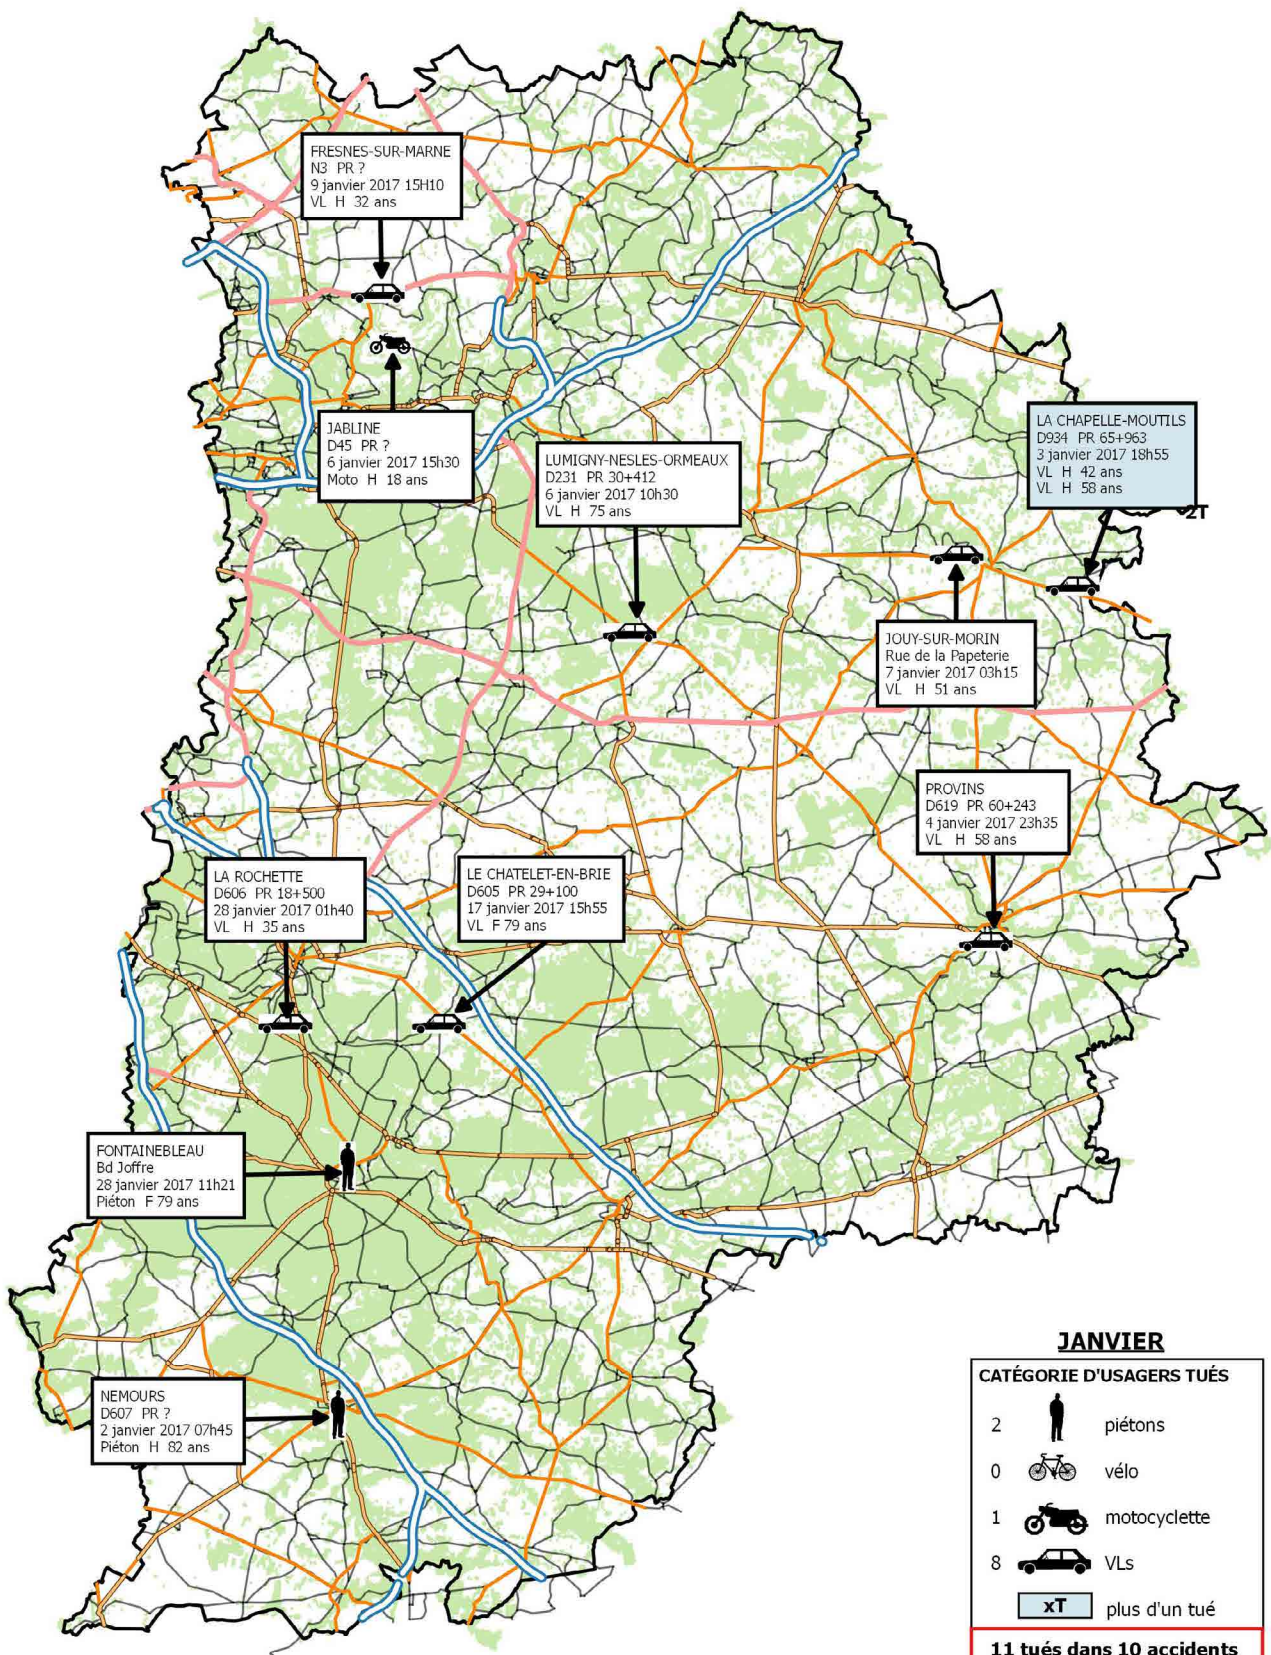 FRESNES-SUR-MARNE
N3 PR ?
9 janvier 2017 15H10
VL H 32 ans
JABLINE
D45 PR ?
6 janvier 2017 15h30
Moto H 18 ans
LUMIGNY-NESLES-ORMEAUX
D231 PR 30+412
6 janvier 2017 10h30
VL H 75 ans
LA CHAPELLE-MOUTILS
D934 PR 65+963
3 janvier 2017 18h55
VL H 42 ans
VL H 58 ans
2T
JOUY-SUR-MORIN
Rue de la Papeterie
7 janvier 2017 03h15
VL H 51 ans
PROVINS
D619 PR 60+243
4 janvier 2017 23h35
VL H 58 ans
LA ROCHETTE
D606 PR 18+500
28 janvier 2017 01h40
VL H 35 ans
LE CHATELET-EN-BRIE
D605 PR 29+100
17 janvier 2017 15h55
VL F 79 ans
FONTAINEBLEAU
Bd Joffre
28 janvier 2017 11h21
Piéton F 79 ans
NEMOURS
D607 PR ?
2 janvier 2017 07h45
Piéton H 82 ans
JANVIER
CATÉGORIE D'USAGERS TUÉS
2 piétons
0 vélo
1 motocyclette
8 VLs
xT plus d'un tué
11 tués dans 10 accidents